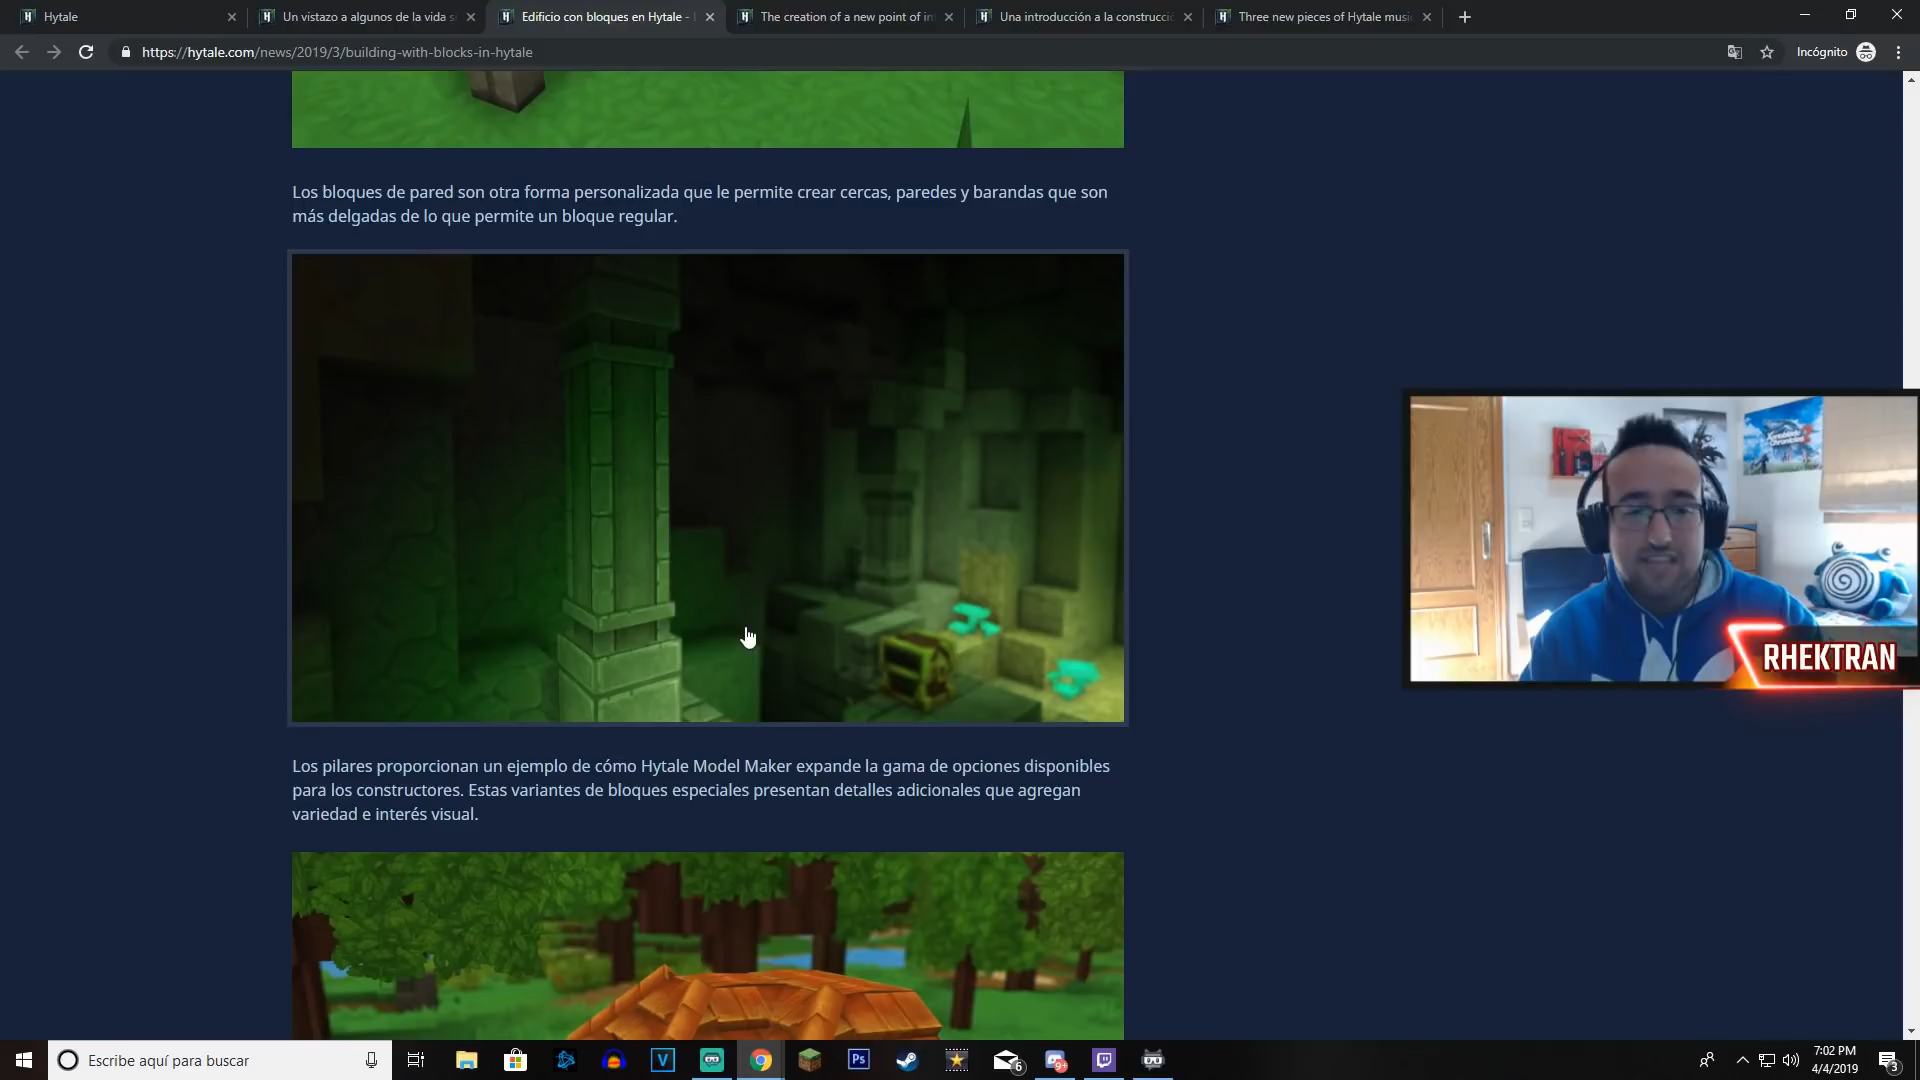 Hytale
Un vistazo a algunos de la vida s
Edificio con bloques en Hytale -
The creation of a new point of in
Una introducción a la construcci
Three new pieces of Hytale musi
https://hytale.com/news/2019/3/building-with-blocks-in-hytale
Incógnito
Los bloques de pared son otra forma personalizada que le permite crear cercas, paredes y barandas que son
más delgadas de lo que permite un bloque regular.
RHEKTRAN
Los pilares proporcionan un ejemplo de cómo Hytale Model Maker expande la gama de opciones disponibles
para los constructores. Estas variantes de bloques especiales presentan detalles adicionales que agregan
variedad e interés visual.
Escribe aquí para buscar
V
Ps
6
9+
7:02 PM
4/4/2019
3